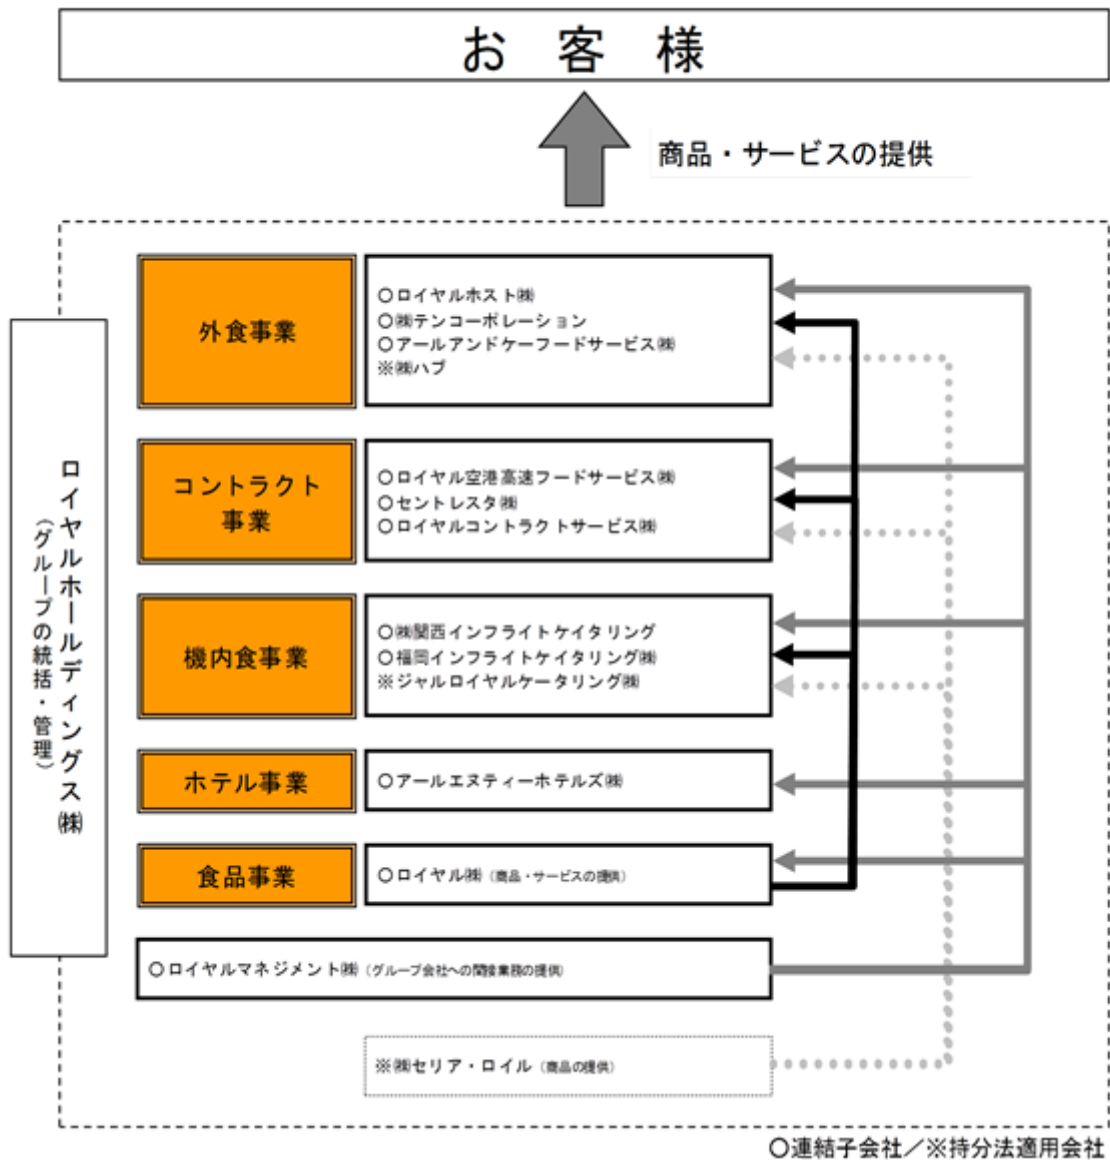 お 客 様
商品・サービスの提供
ロイヤルホールディングス㈱
（グループの統括・管理）
外食事業
○ロイヤルホスト㈱
○㈱テンコーポレーション
○アールアンドケーフードサービス㈱
※㈱ハブ
コントラクト
事業
○ロイヤル空港高速フードサービス㈱
○セントレスタ㈱
○ロイヤルコントラクトサービス㈱
機内食事業
○㈱関西インフライトケイタリング
○福岡インフライトケイタリング㈱
※ジャルロイヤルケータリング㈱
ホテル事業
○アールエヌティーホテルズ㈱
食品事業
○ロイヤル㈱（商品・サービスの提供）
○ロイヤルマネジメント㈱（グループ会社への間接業務の提供）
※㈱セリア・ロイル（商品の提供）
○連結子会社／※持分法適用会社